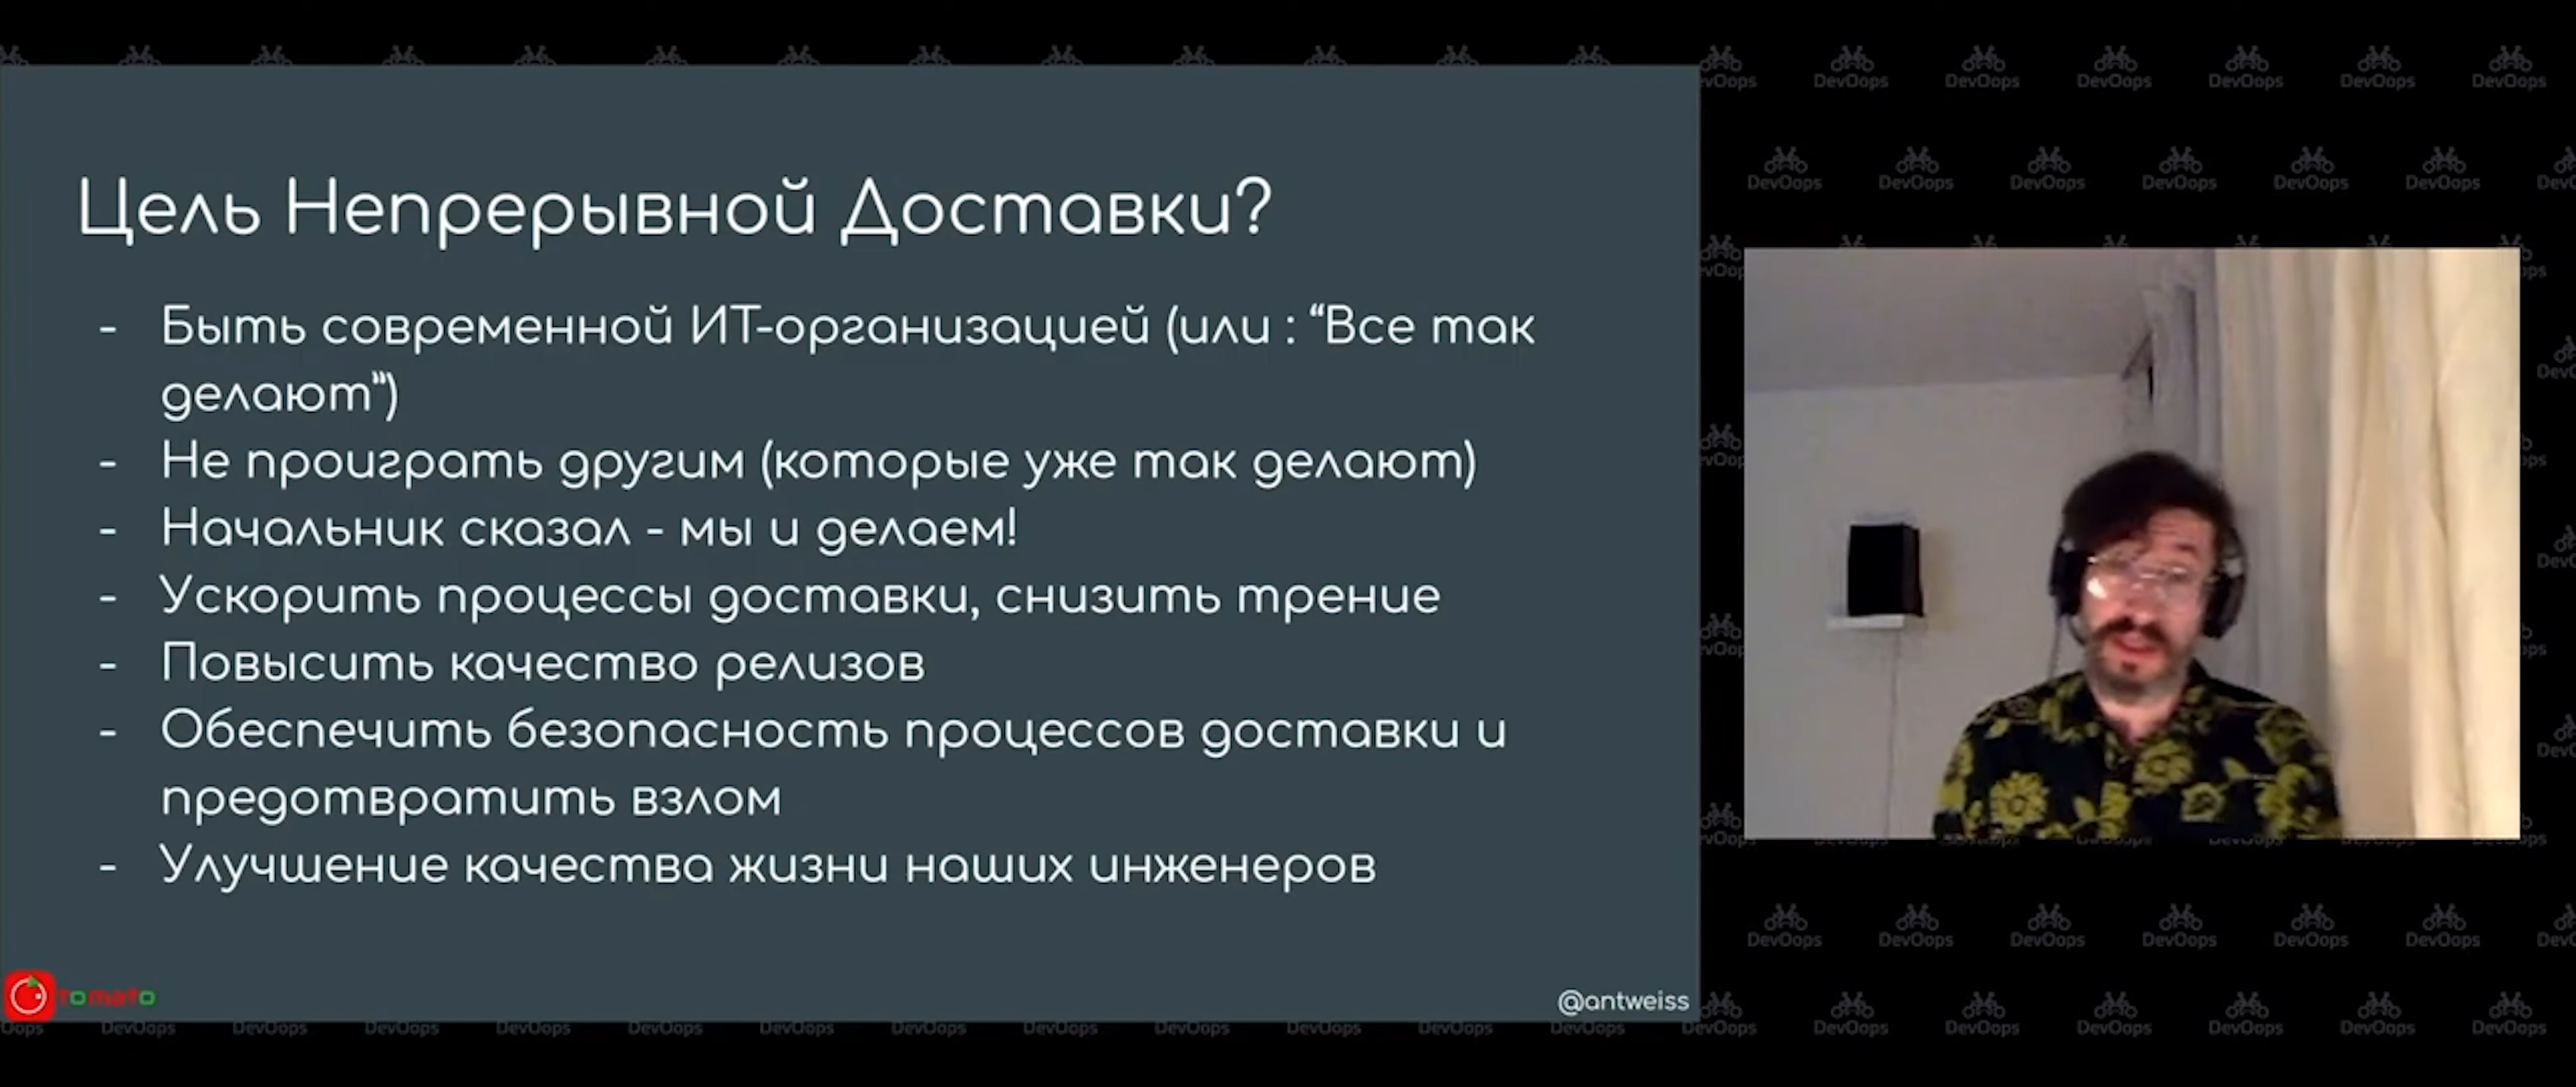 Цель Непрерывной Доставки?
- Быть современной ИТ-организацией (или : “Все так
делают”)
- Не проиграть другим (которые уже так делают)
- Начальник сказал - мы и делаем!
- Ускорить процессы доставки, снизить трение
- Повысить качество релизов
- Обеспечить безопасность процессов доставки и
предотвратить взлом
- Улучшение качества жизни наших инженеров
tomato
@antweiss
DevOops